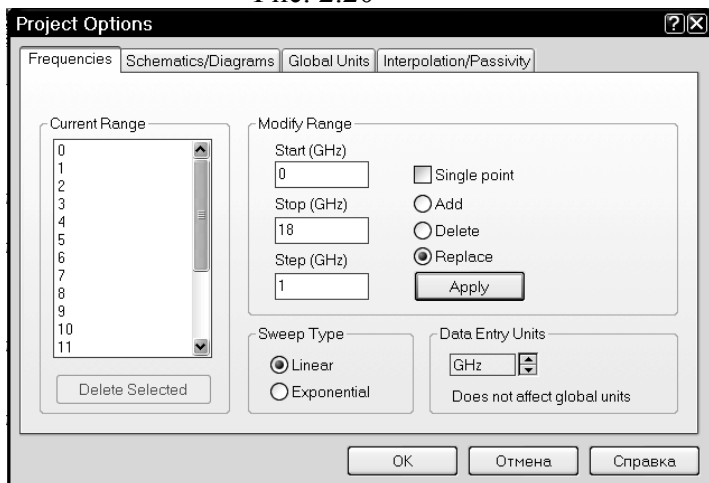 Рис. 2.20
Project Options
Frequencies Schematics/Diagrams Global Units Interpolation/Passivity
Current Range
0
1
2
3
4
5
6
7
8
9
10
11
Delete Selected
Modify Range
Start (GHz)
0
Stop (GHz)
18
Step (GHz)
1
Single point
Add
Delete
Replace
Apply
Sweep Type
Linear
Exponential
Data Entry Units
GHz
Does not affect global units
OK Отмена Справка